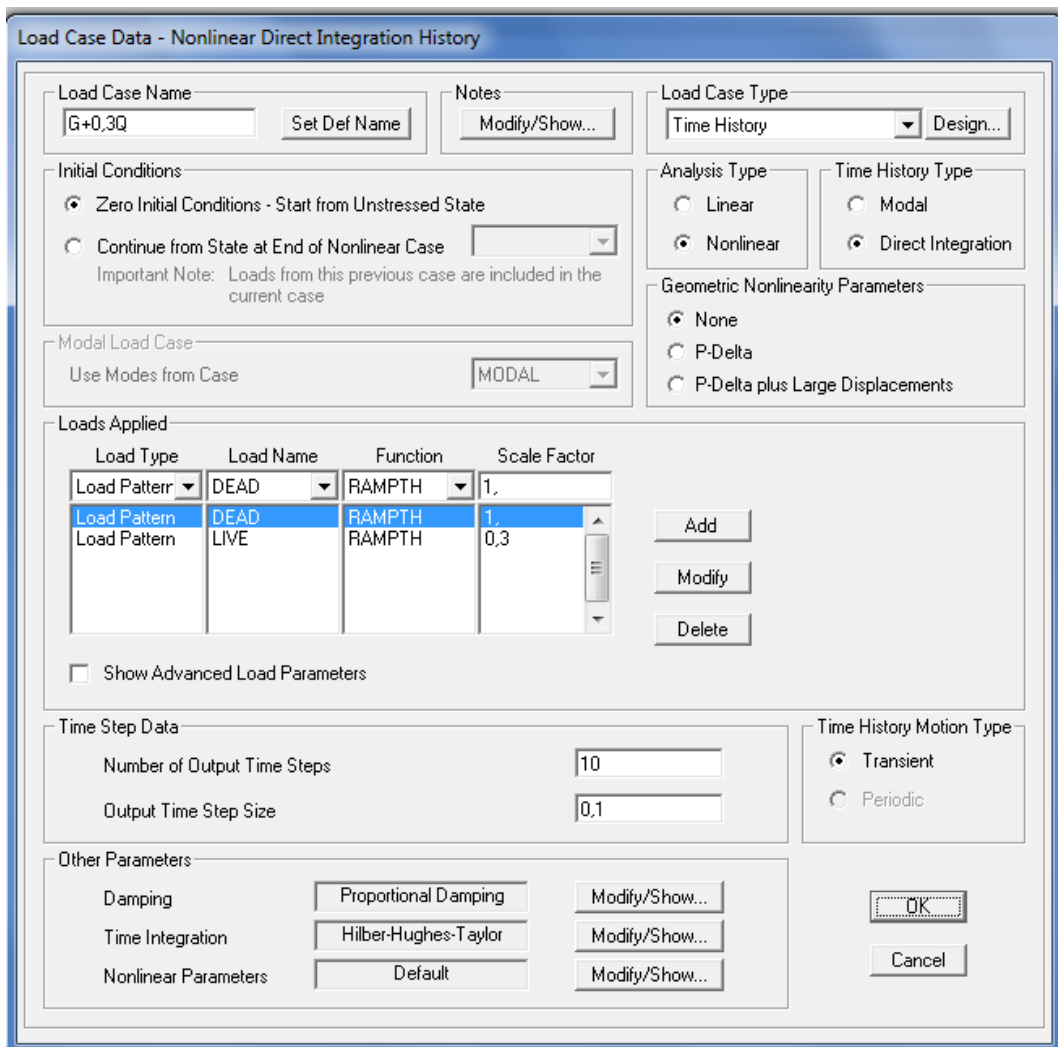 Load Case Data - Nonlinear Direct Integration History
Load Case Name
G+0,3Q
Set Def Name
Notes
Modify/Show...
Load Case Type
Time History
Design...
Initial Conditions
Zero Initial Conditions - Start from Unstressed State
Continue from State at End of Nonlinear Case
Important Note: Loads from this previous case are included in the
current case
Analysis Type
Linear
Nonlinear
Time History Type
Modal
Direct Integration
Geometric Nonlinearity Parameters
None
P-Delta
P-Delta plus Large Displacements
Modal Load Case
Use Modes from Case
MODAL
Loads Applied
Load Type Load Name Function Scale Factor
Load Pattern DEAD RAMPTH 1,
Load Pattern DEAD RAMPTH 1,
Load Pattern LIVE RAMPTH 0,3
Add
Modify
Delete
Show Advanced Load Parameters
Time Step Data
Number of Output Time Steps 10
Output Time Step Size 0,1
Time History Motion Type
Transient
Periodic
Other Parameters
Damping Proportional Damping Modify/Show...
Time Integration Hilber-Hughes-Taylor Modify/Show...
Nonlinear Parameters Default Modify/Show...
OK
Cancel